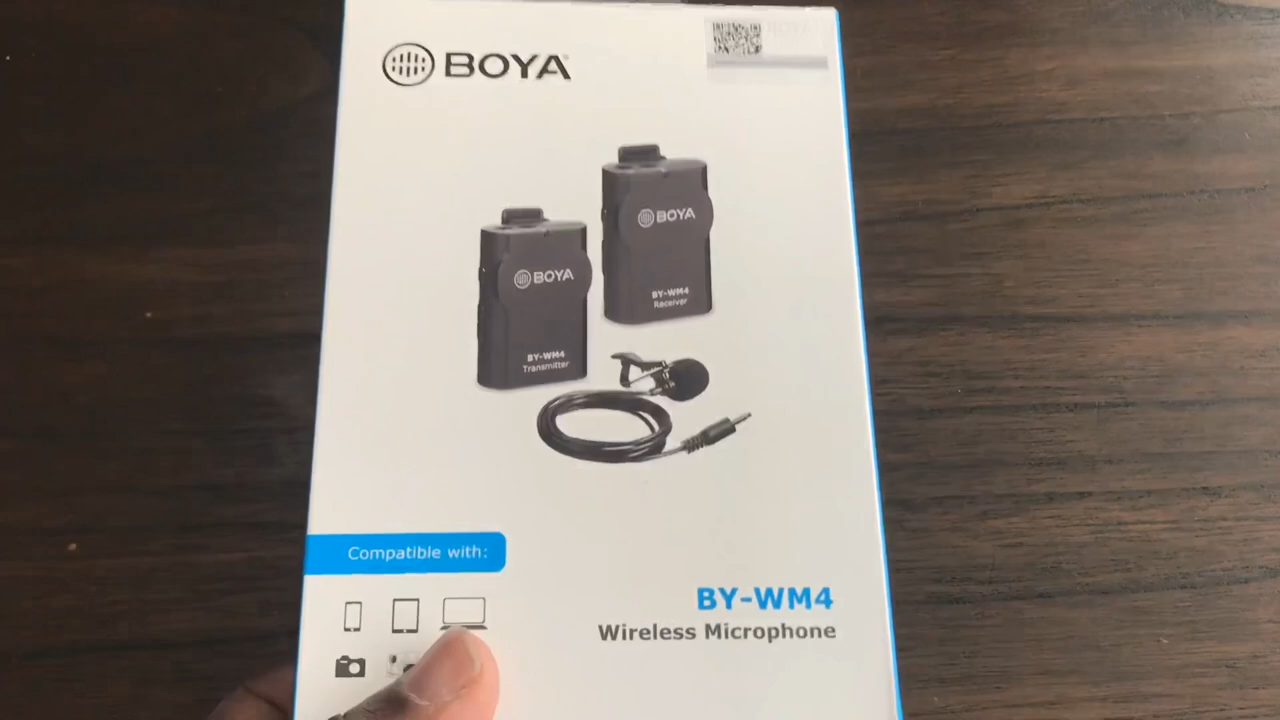 BOYA
BOYA
BY-WM4
Receiver
BOYA
BY-WM4
Transmitter
Compatible with:
BY-WM4
Wireless Microphone